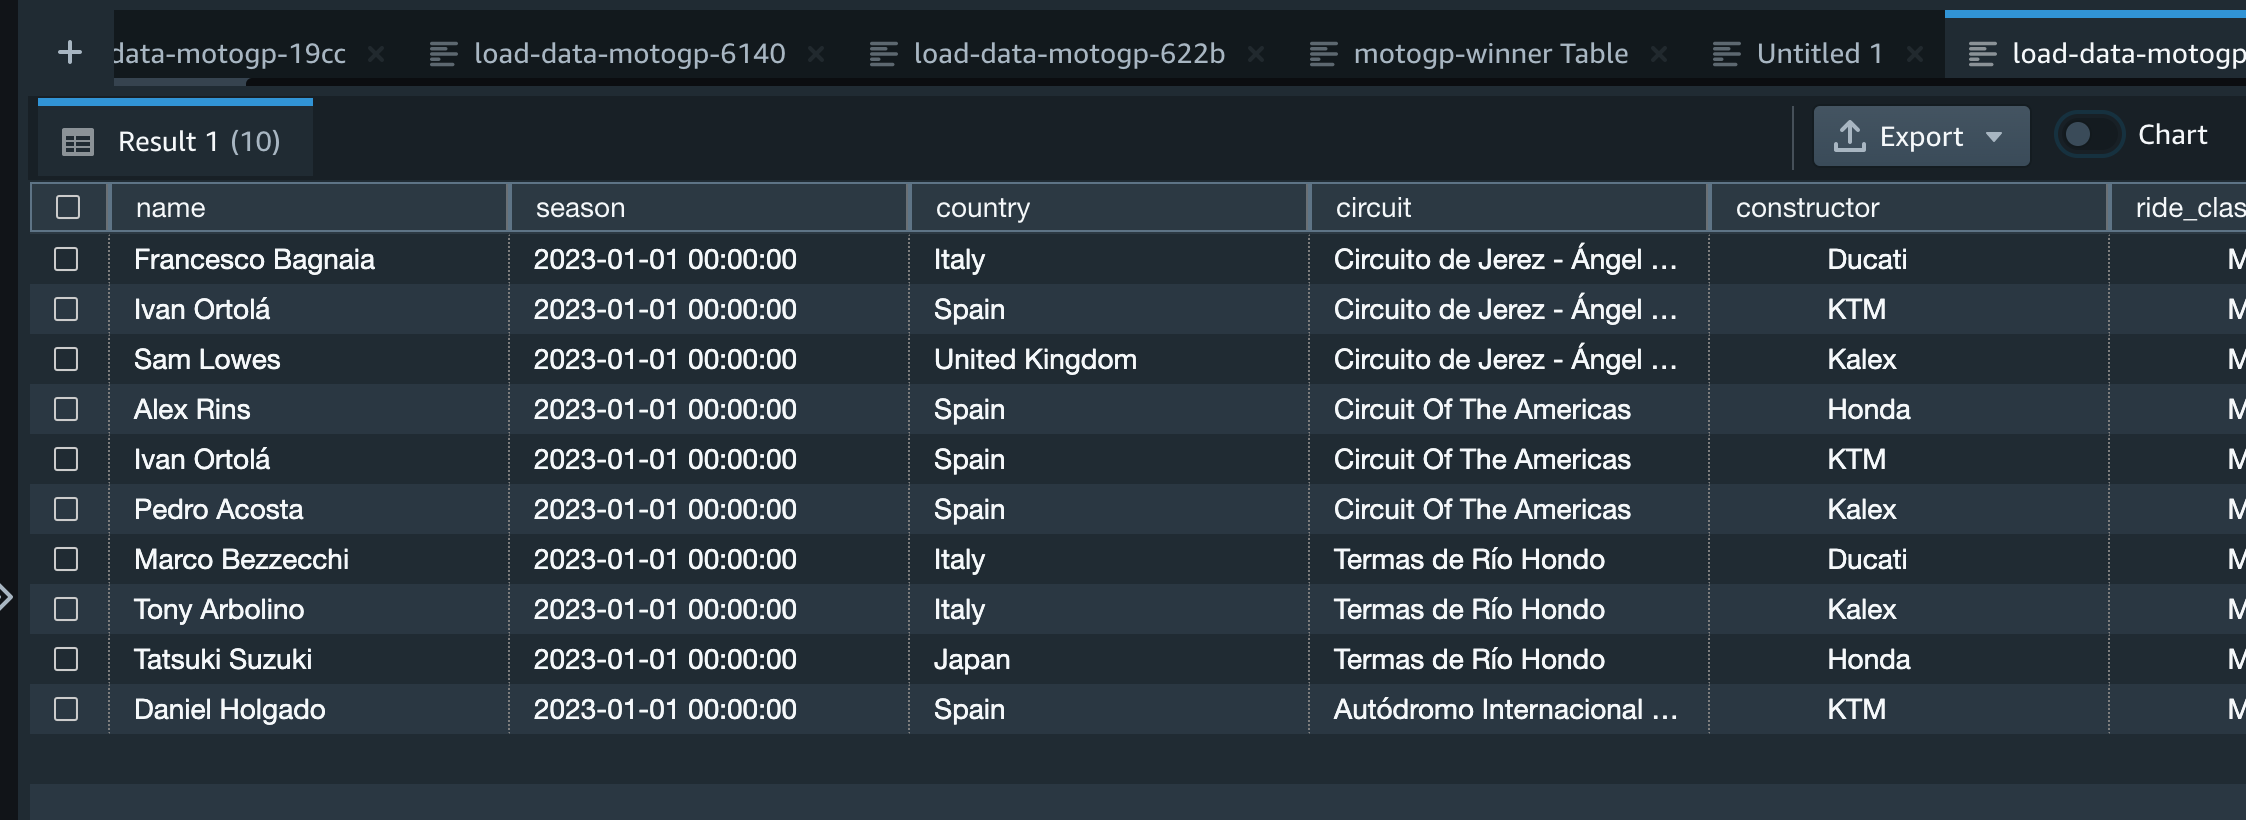 data-motogp-19cc load-data-motogp-6140 load-data-motogp-622b motogp-winner Table Untitled 1 load-data-motogp
Result 1 (10) Export Chart
name season country circuit constructor ride_clas
Francesco Bagnaia 2023-01-01 00:00:00 Italy Circuito de Jerez - Ángel ... Ducati M
Ivan Ortolá 2023-01-01 00:00:00 Spain Circuito de Jerez - Ángel ... KTM M
Sam Lowes 2023-01-01 00:00:00 United Kingdom Circuito de Jerez - Ángel ... Kalex M
Alex Rins 2023-01-01 00:00:00 Spain Circuit Of The Americas Honda M
Ivan Ortolá 2023-01-01 00:00:00 Spain Circuit Of The Americas KTM M
Pedro Acosta 2023-01-01 00:00:00 Spain Circuit Of The Americas Kalex M
Marco Bezzecchi 2023-01-01 00:00:00 Italy Termas de Río Hondo Ducati M
Tony Arbolino 2023-01-01 00:00:00 Italy Termas de Río Hondo Kalex M
Tatsuki Suzuki 2023-01-01 00:00:00 Japan Termas de Río Hondo Honda M
Daniel Holgado 2023-01-01 00:00:00 Spain Autódromo Internacional ... KTM M